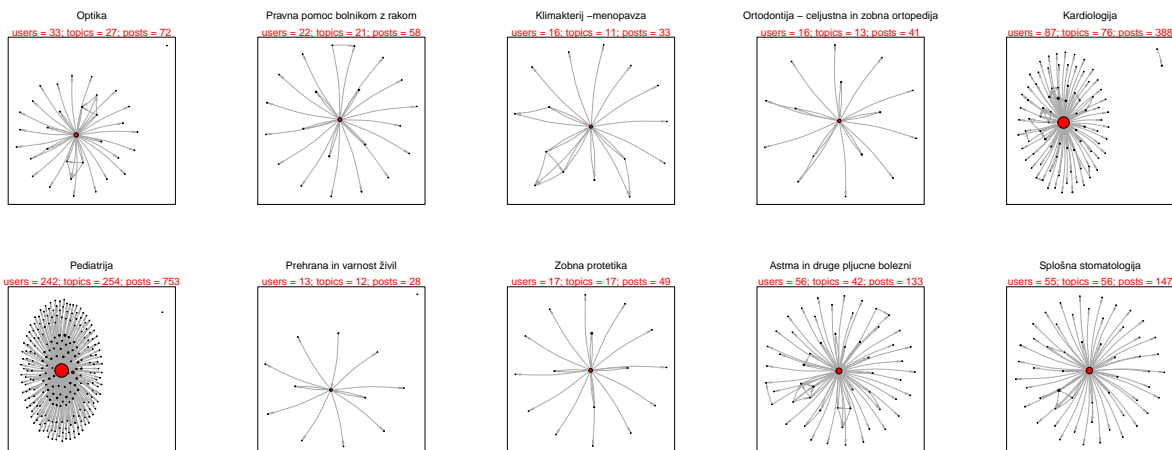 Optika
users = 33; topics = 27; posts = 72
Pravna pomoc bolnikom z rakom
users = 22; topics = 21; posts = 58
Klimakterij −menopavza
users = 16; topics = 11; posts = 33
Ortodontija − celjustna in zobna ortopedija
users = 16; topics = 13; posts = 41
Kardiologija
users = 87; topics = 76; posts = 388
Pediatrija
users = 242; topics = 254; posts = 753
Prehrana in varnost živil
users = 13; topics = 12; posts = 28
Zobna protetika
users = 17; topics = 17; posts = 49
Astma in druge pljucne bolezni
users = 56; topics = 42; posts = 133
Splošna stomatologija
users = 55; topics = 56; posts = 147